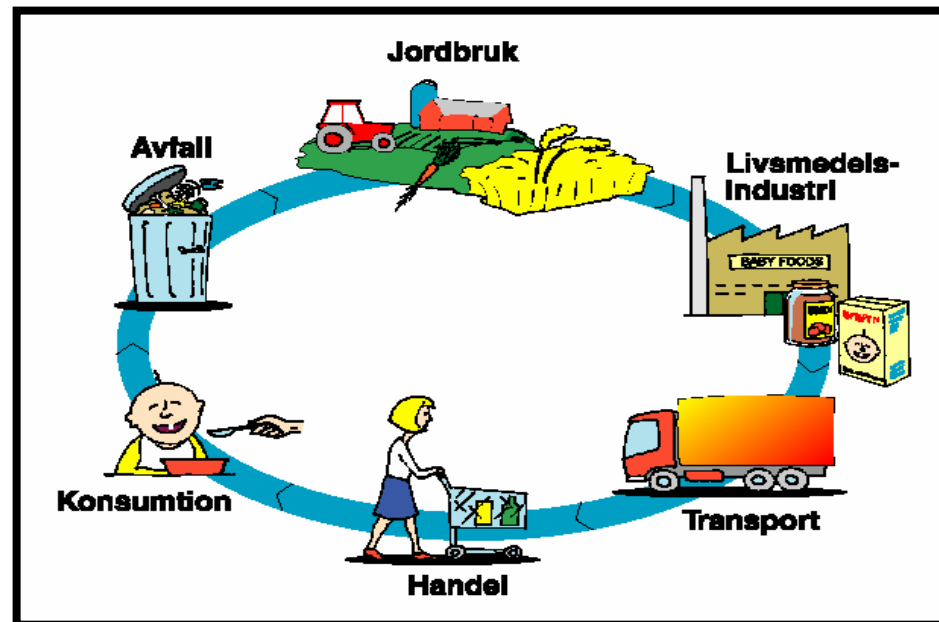 Jordbruk
Avfall
Livsmedels-
industri
BABY FOODS
Konsumtion
Transport
Handel